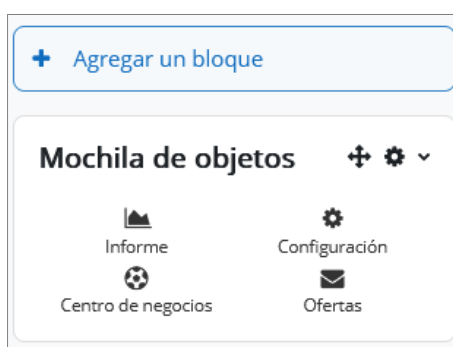 Agregar un bloque
Mochila de objetos
Informe
Configuración
Centro de negocios
Ofertas